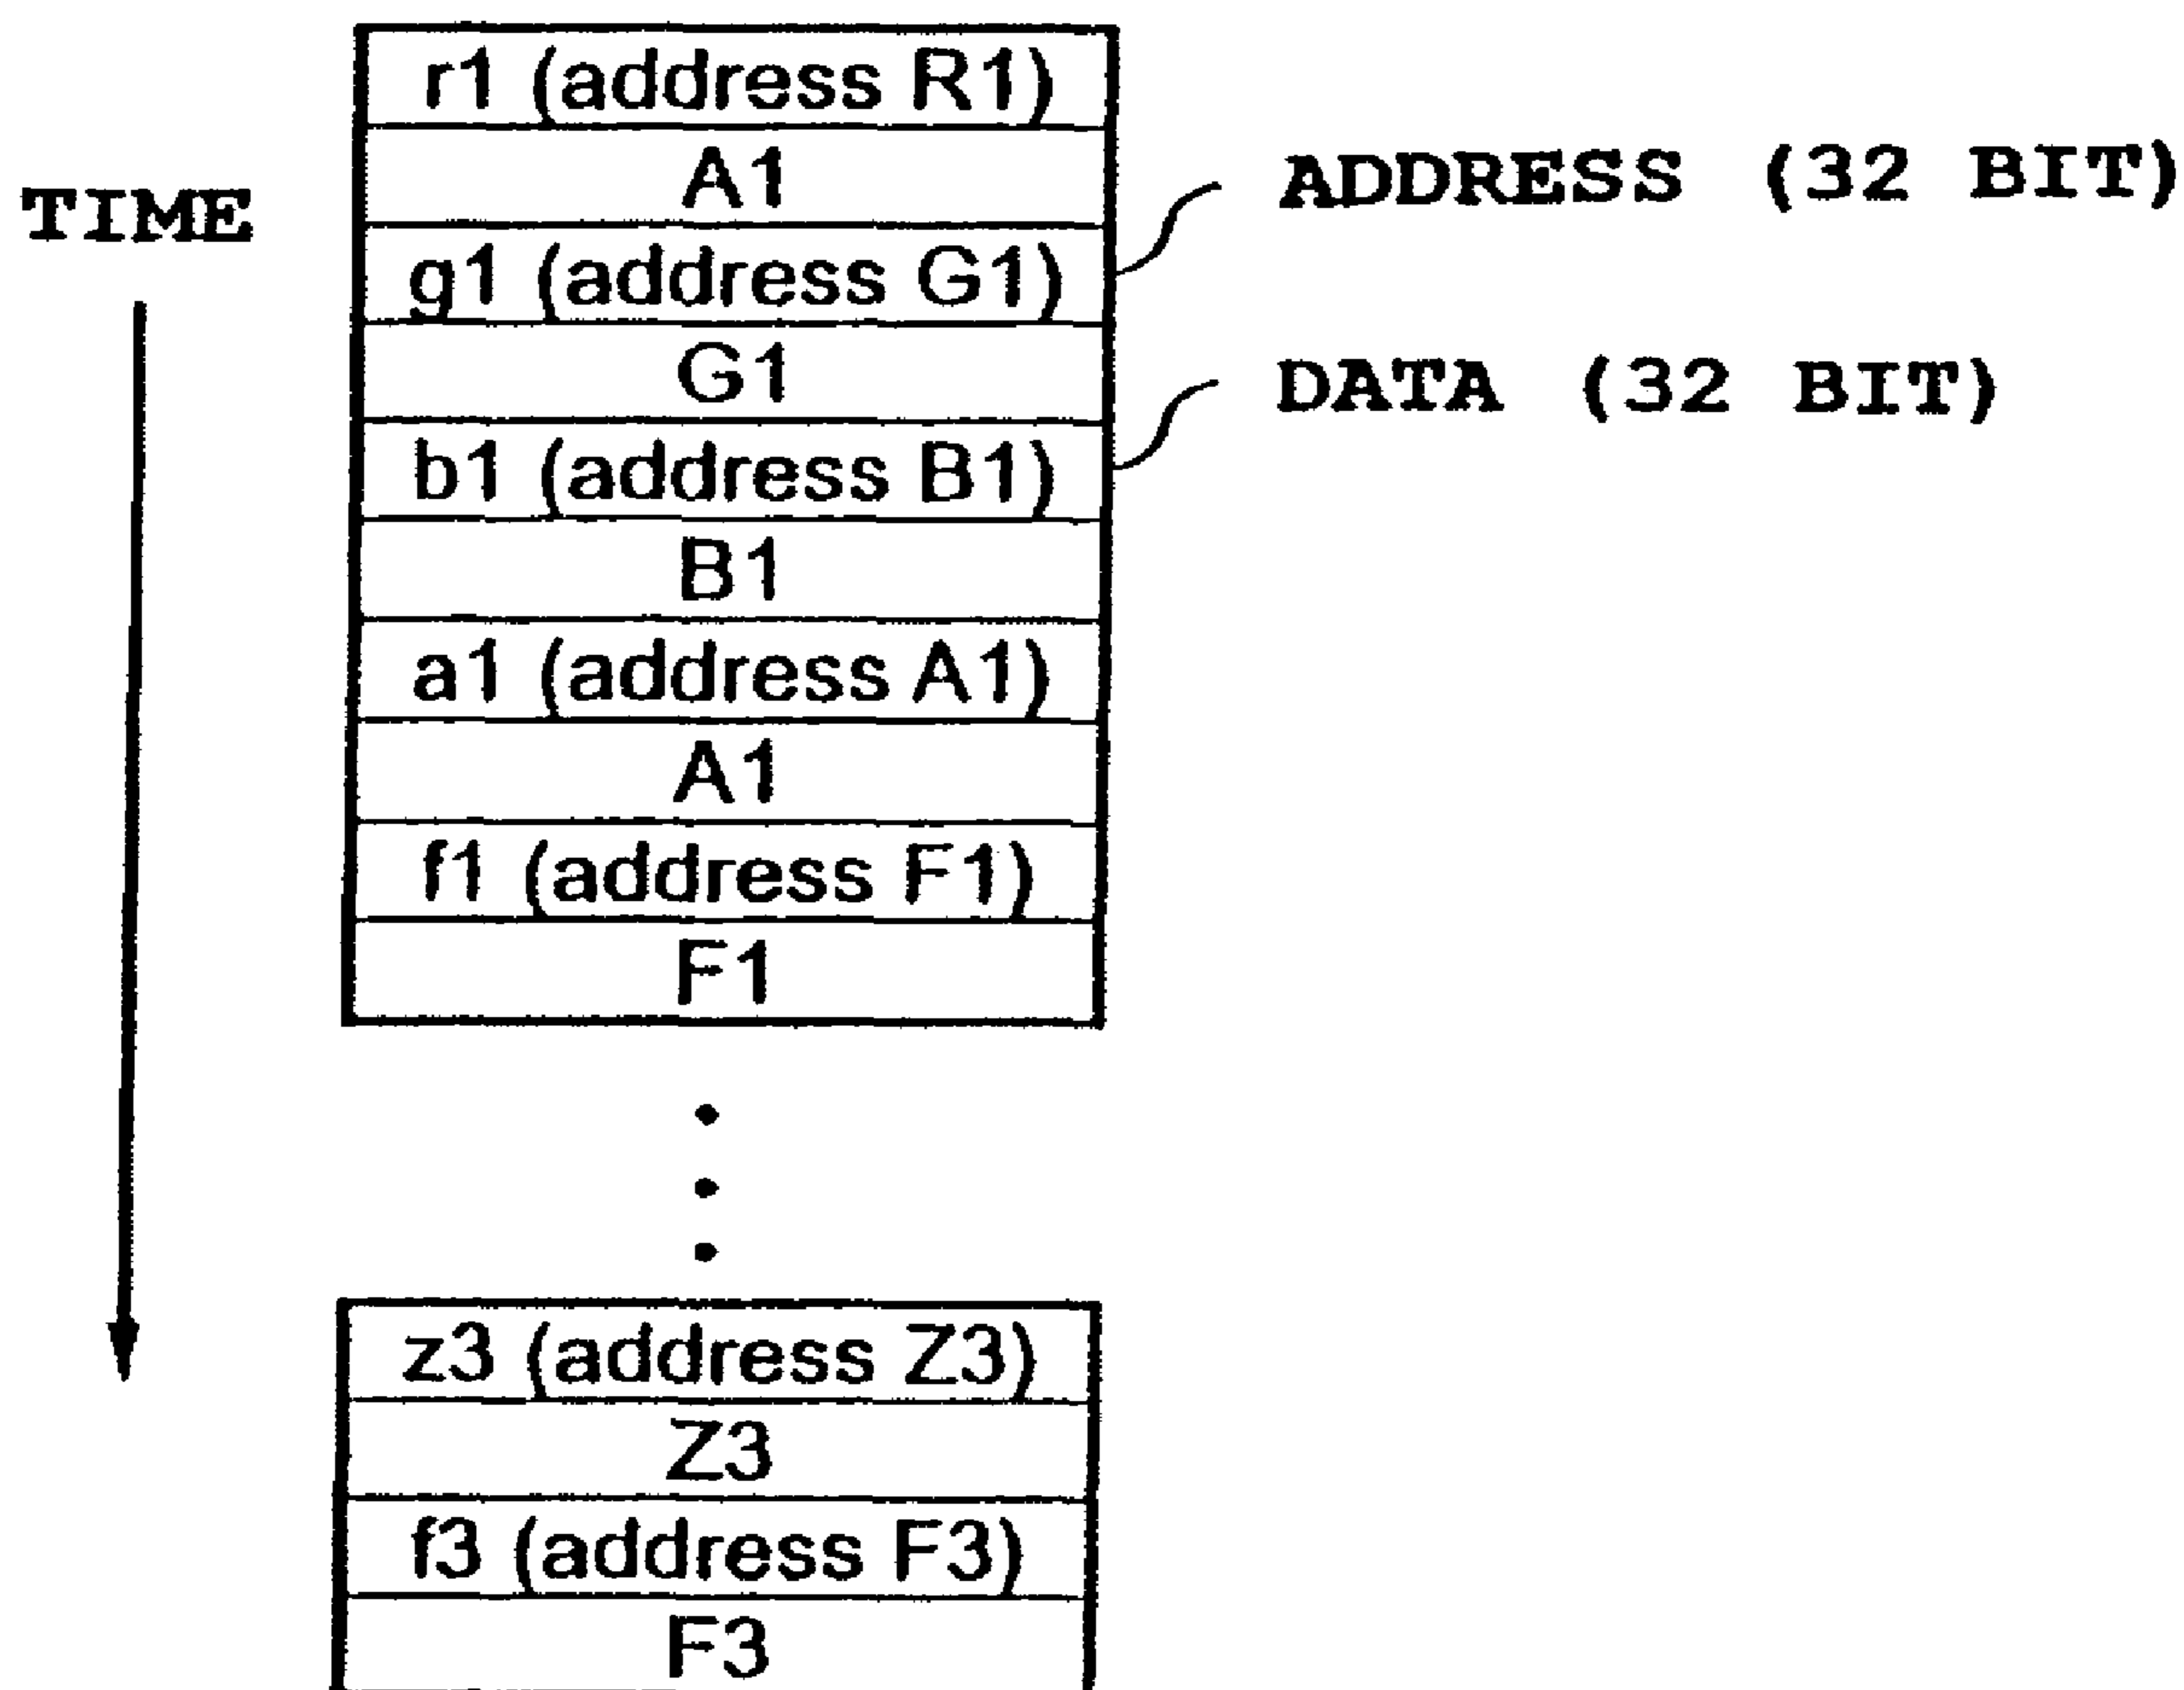 r1 (address R1)
A1
TIME
ADDRESS (32 BIT)
g1 (address G1)
G1
DATA (32 BIT)
b1 (address B1)
B1
a1 (address A1)
A1
f1 (address F1)
F1
z3 (address Z3)
Z3
f3 (address F3)
F3